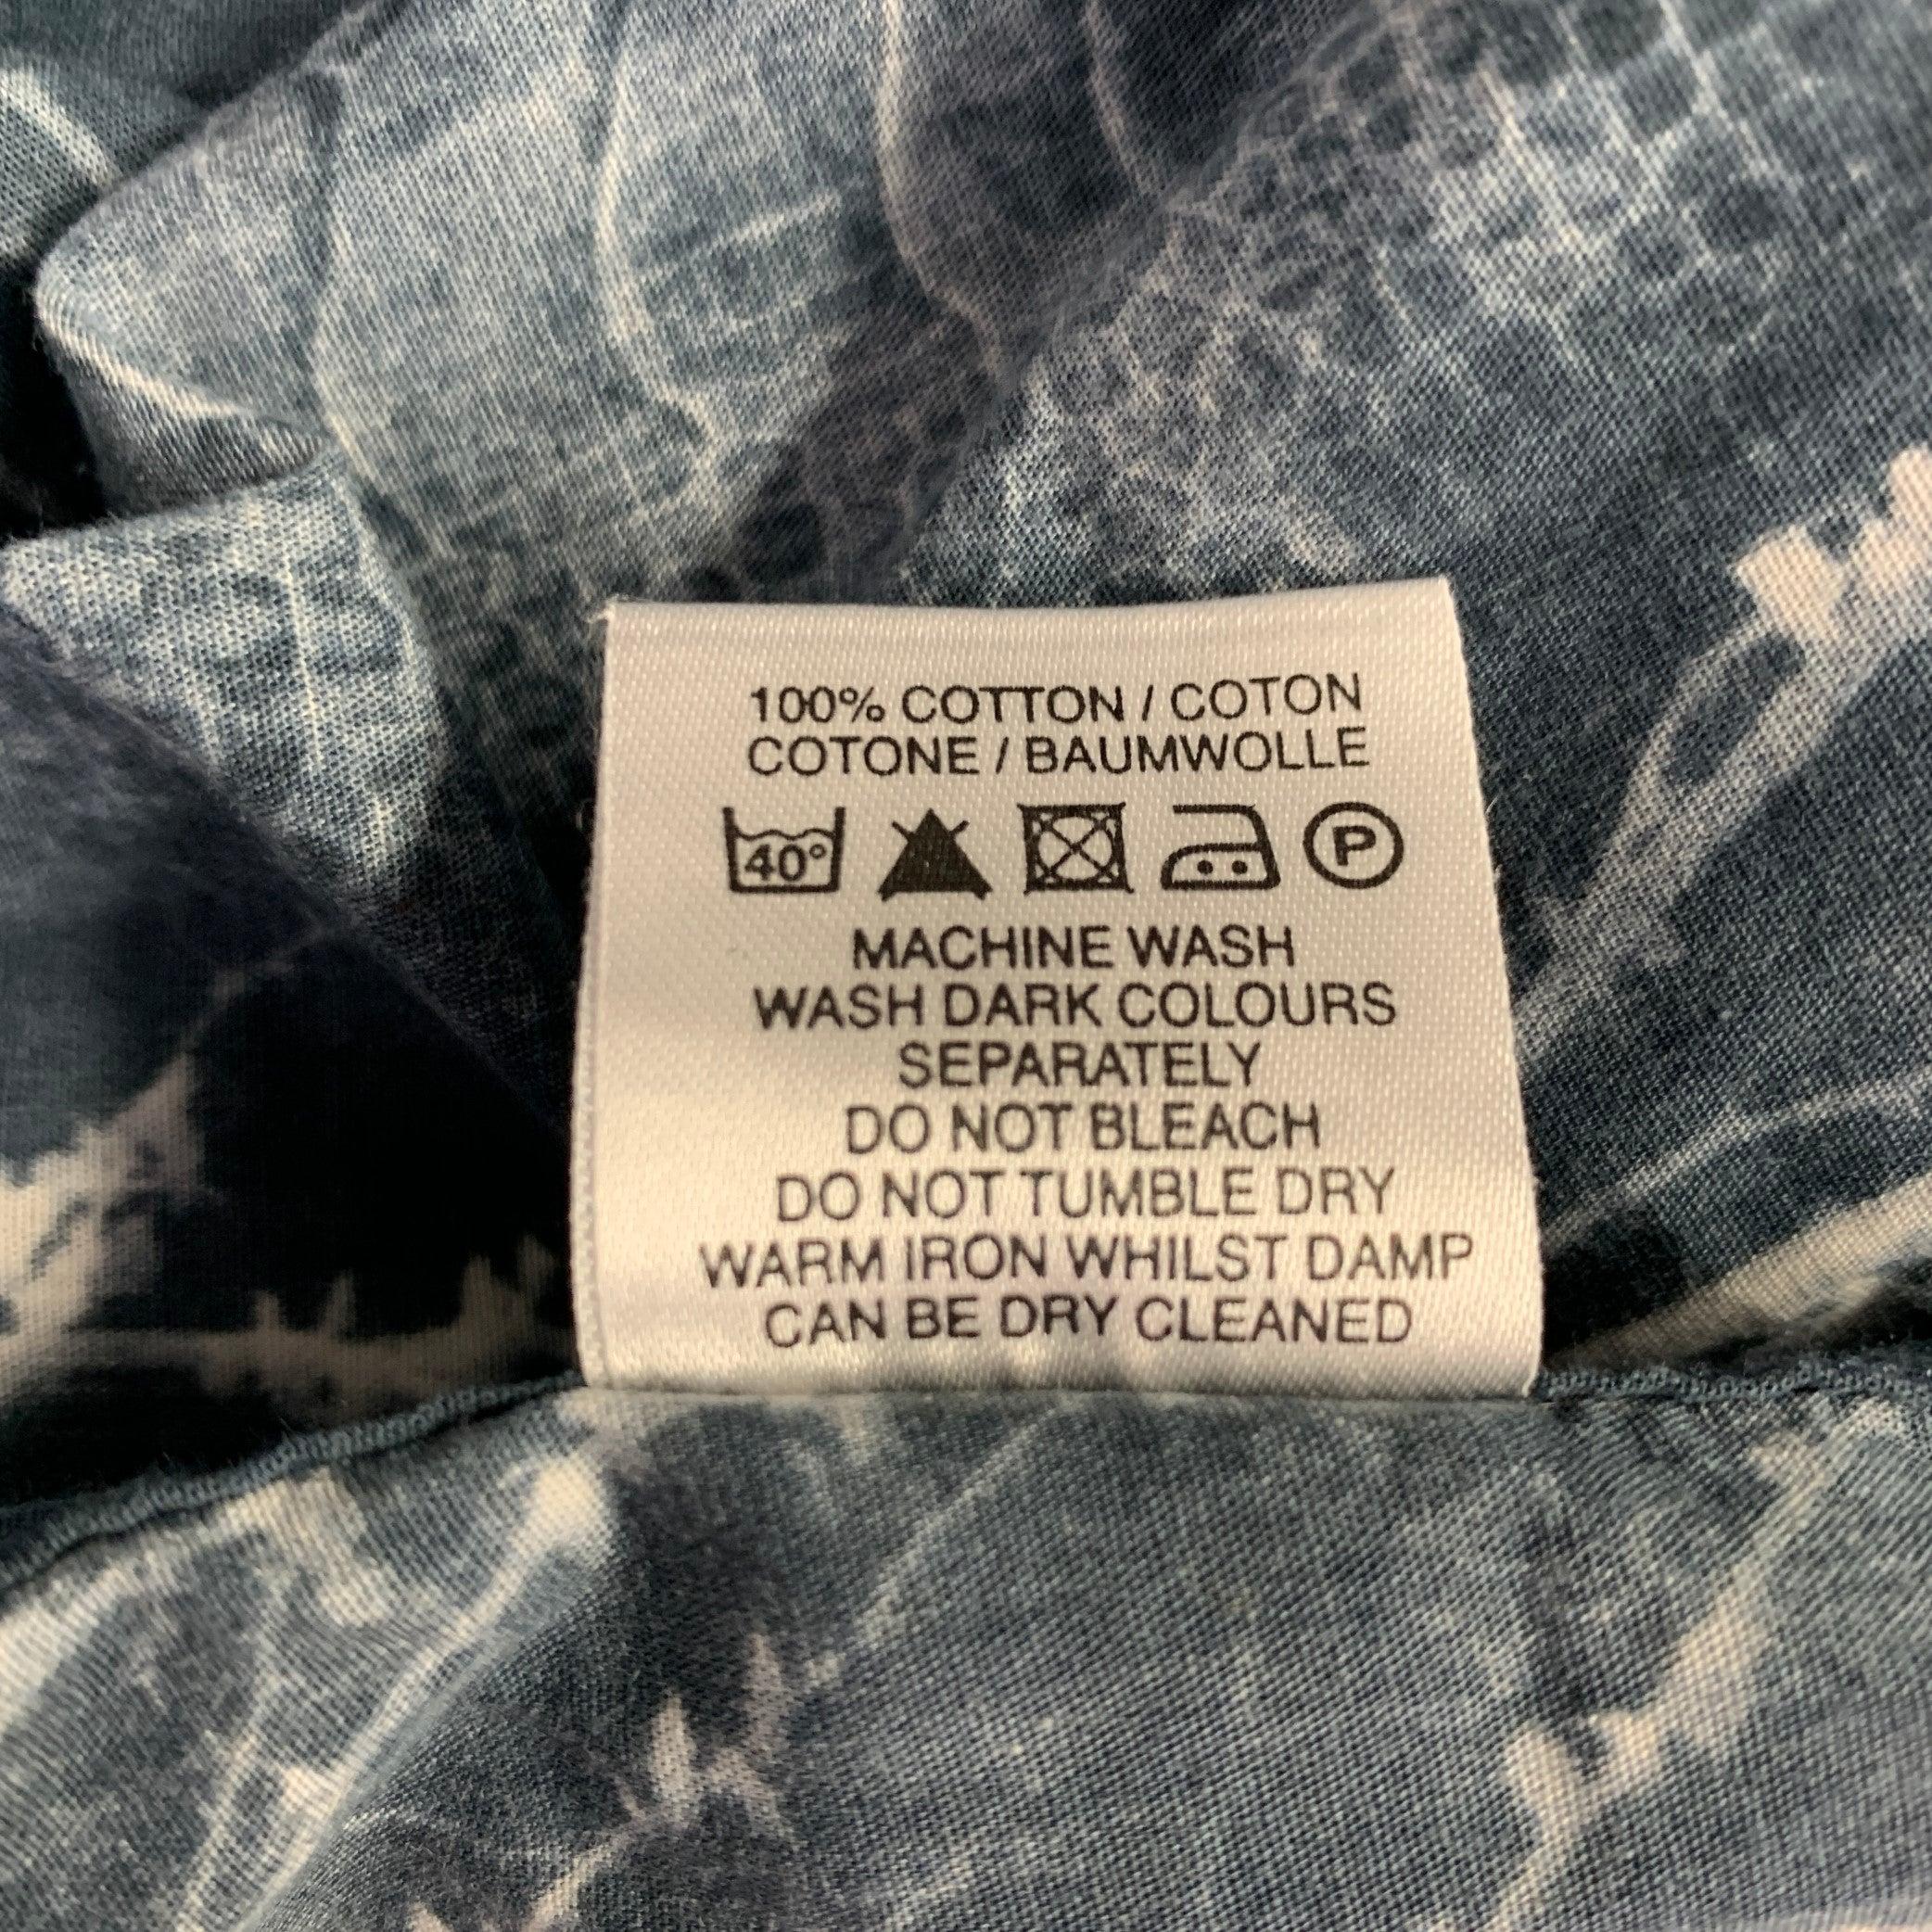 100% COTTON / COTON
COTONE / BAUMWOLLE
40° P
MACHINE WASH
WASH DARK COLOURS
SEPARATELY
DO NOT BLEACH
DO NOT TUMBLE DRY
WARM IRON WHILST DAMP
CAN BE DRY CLEANED